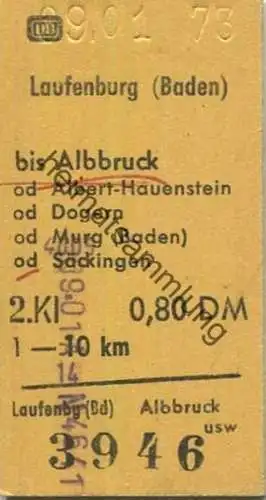 DB
09.01 73
Laufenburg (Baden)
bis Albbruck
od Albert-Hauenstein
od Dogern
od Murg (Baden)
od Säckingen
2.Kl 0,80 DM
1 — 10 km
Laufenbg (Bd) Albbruck
usw
3946
heimatsammlung